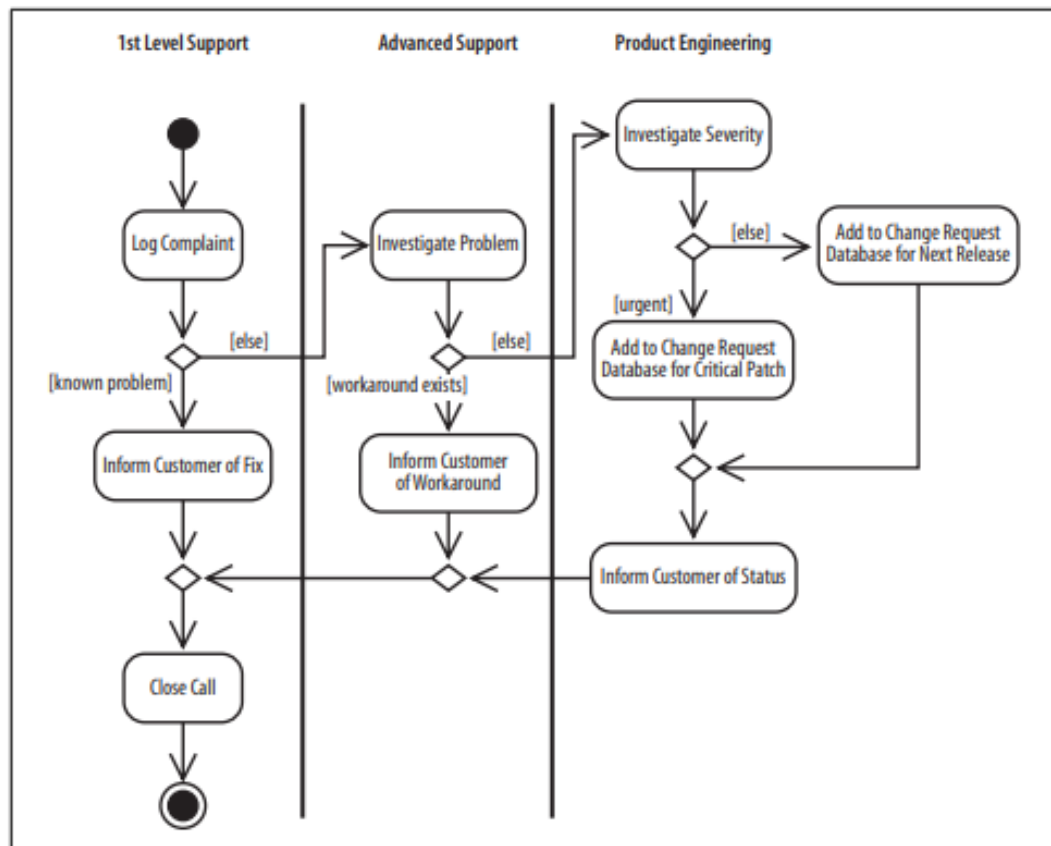 1st Level Support
Advanced Support
Product Engineering
Investigate Severity
Log Complaint
Investigate Problem
[else]
Add to Change Request
Database for Next Release
[urgent]
[else]
[else]
Add to Change Request
Database for Critical Patch
[known problem]
[workaround exists]
Inform Customer of Fix
Inform Customer
of Workaround
Inform Customer of Status
Close Call